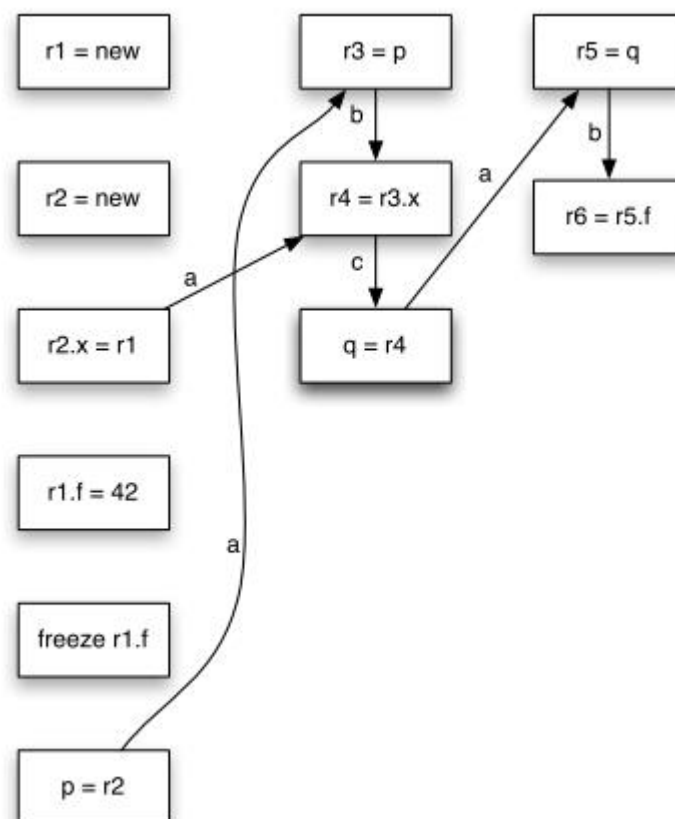 r1 = new
r2 = new
r2.x = r1
r1.f = 42
freeze r1.f
p = r2
r3 = p
b
r4 = r3.x
c
q = r4
a
a
a
r5 = q
b
r6 = r5.f